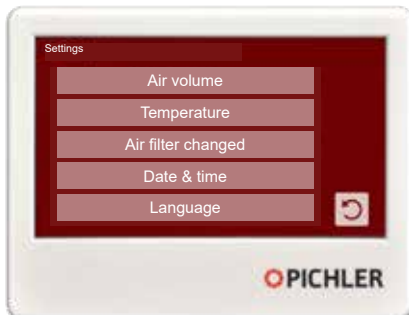 Settings
Air volume
Temperature
Air filter changed
Date & time
Language
PICHLER